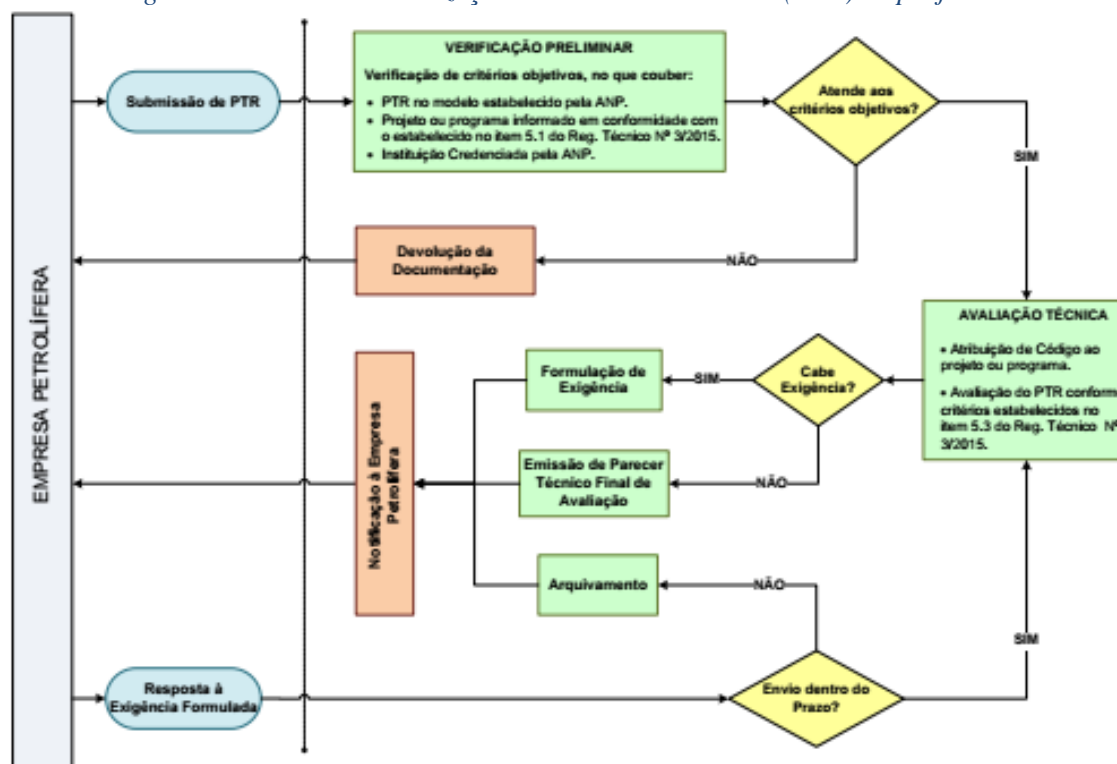 EMPRESA PETROLÍFERA
Submissão de PTR
VERIFICAÇÃO PRELIMINAR
Verificação de critérios objetivos, no que couber:
• PTR no modelo estabelecido pela ANP.
• Projeto ou programa informado em conformidade com
o estabelecido no item 5.1 do Reg. Técnico Nº 3/2015.
• Instituição Credenciada pela ANP.
Atende aos
critérios objetivos?
SIM
NÃO
Devolução da
Documentação
AVALIAÇÃO TÉCNICA
• Atribuição de Código ao
projeto ou programa.
• Avaliação do PTR conform
critérios estabelecidos no
item 5.3 do Reg. Técnico Nº
3/2015.
Cabe
Exigência?
SIM
Formulação de
Exigência
NÃO
Emissão de Parecer
Técnico Final de
Avaliação
Notificação à Empresa
Petrolífera
Arquivamento
NÃO
SIM
Resposta à
Exigência Formulada
Envio dentro do
Prazo?